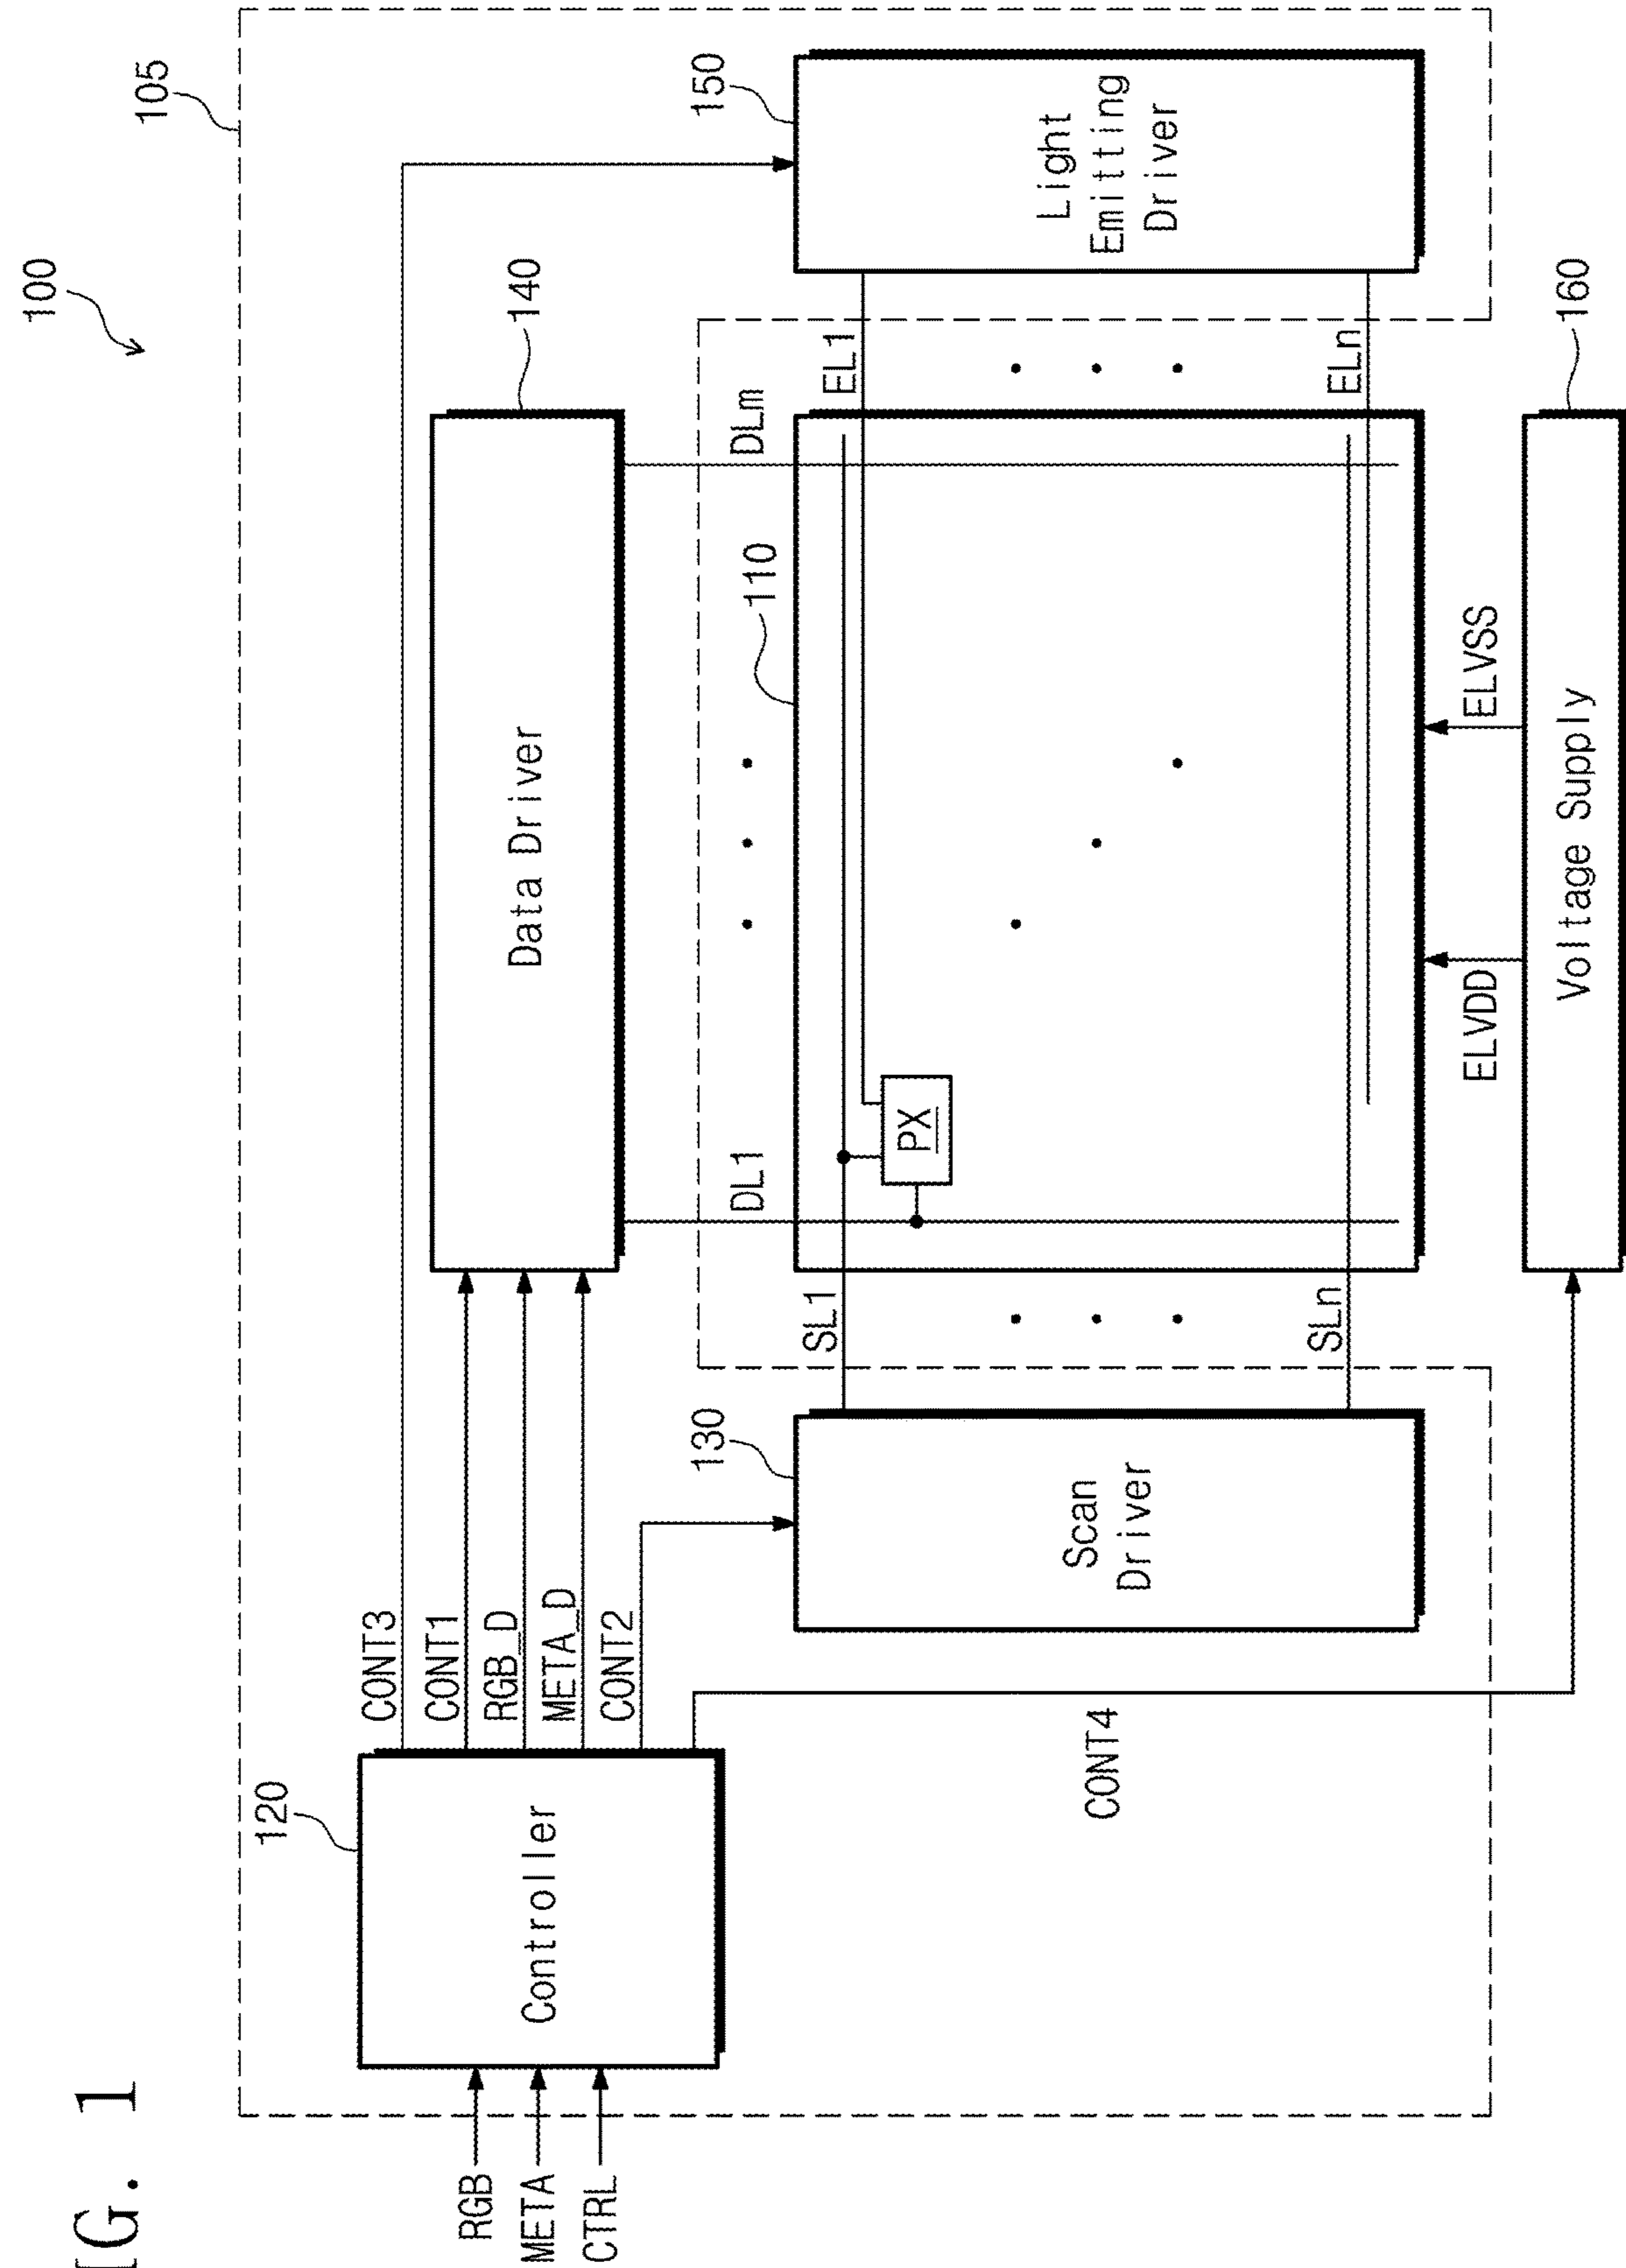 IG. 1
100
105
120
Controller
RGB
META
CTRL
CONT3
CONT1
RGB_D
META_D
CONT2
CONT4
140
Data Driver
150
Light
Emitting
Driver
130
Scan
Driver
110
DL1
DLm
SL1
SLn
EL1
ELn
PX
ELVDD
ELVSS
160
Voltage Supply